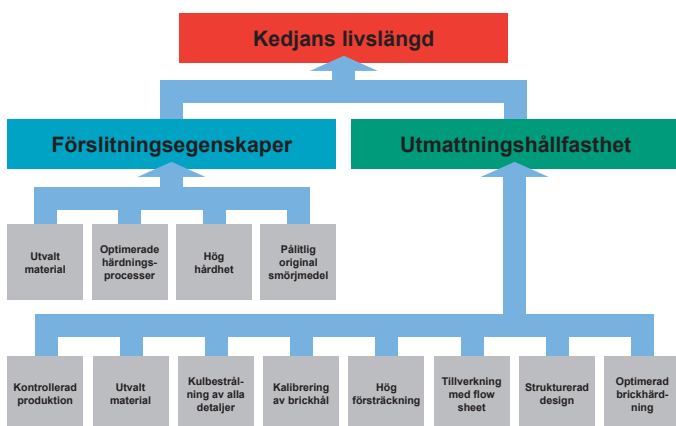 Kedjans livslängd
Förslitningsegenskaper
Utmattningshållfasthet
Utvalt
material
Optimerade
härdnings-
processer
Hög
hårdhet
Pålitlig
original
smörjmedel
Kontrollerad
produktion
Utvalt
material
Kulbestrål-
ning av alla
detaljer
Kalibrering
av brickhål
Hög
försträckning
Tillverkning
med flow
sheet
Strukturerad
design
Optimerad
brickhärd-
ning